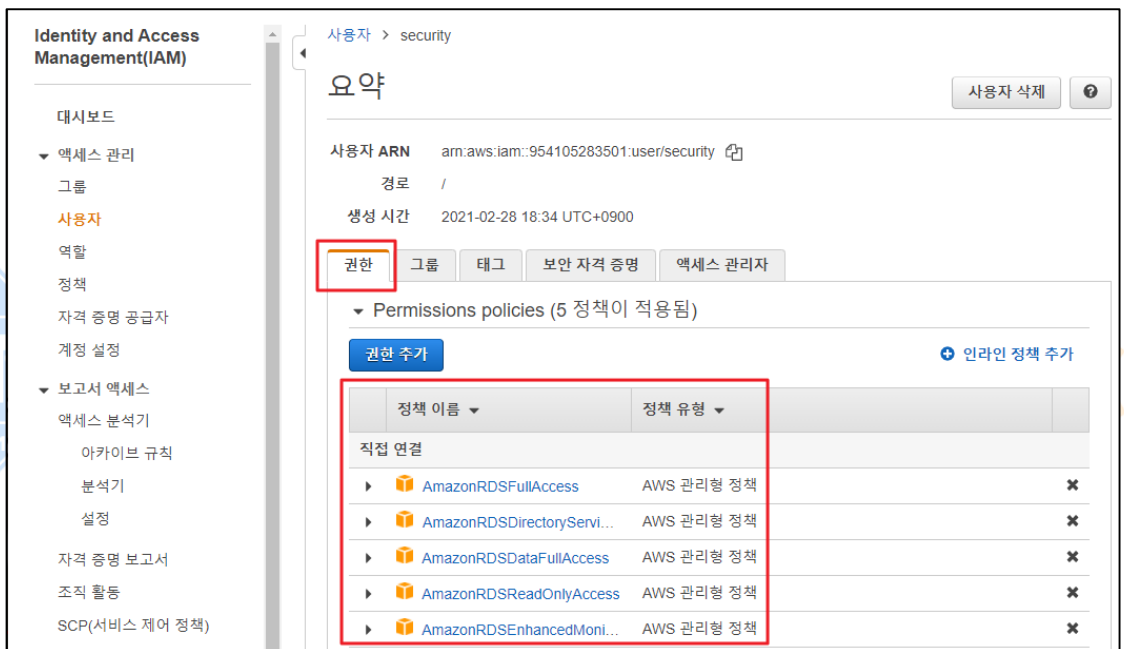 Identity and Access
Management(IAM)
대시보드
액세스 관리
그룹
사용자
역할
정책
자격 증명 공급자
계정 설정
보고서 액세스
액세스 분석기
아카이브 규칙
분석기
설정
자격 증명 보고서
조직 활동
SCP(서비스 제어 정책)
사용자 > security
요약
사용자 삭제
사용자 ARN arn:aws:iam::954105283501:user/security
경로 /
생성 시간 2021-02-28 18:34 UTC+0900
권한 그룹 태그 보안 자격 증명 액세스 관리자
Permissions policies (5 정책이 적용됨)
권한 추가 인라인 정책 추가
정책 이름 정책 유형
직접 연결
AmazonRDSFullAccess AWS 관리형 정책
AmazonRDSDirectoryServi... AWS 관리형 정책
AmazonRDSDataFullAccess AWS 관리형 정책
AmazonRDSReadOnlyAccess AWS 관리형 정책
AmazonRDSEnhancedMoni... AWS 관리형 정책